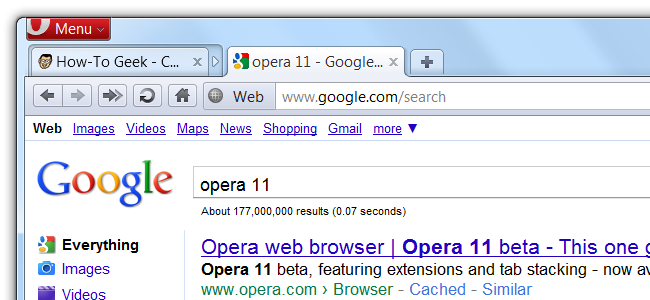 Menu
How-To Geek - C...
opera 11 - Google...
Web
www.google.com/search
Web Images Videos Maps News Shopping Gmail more ▼
Google
opera 11
About 177,000,000 results (0.07 seconds)
Everything
Opera web browser | Opera 11 beta - This one
Images
Opera 11 beta, featuring extensions and tab stacking - now
Videos
www.opera.com › Browser - Cached - Similar